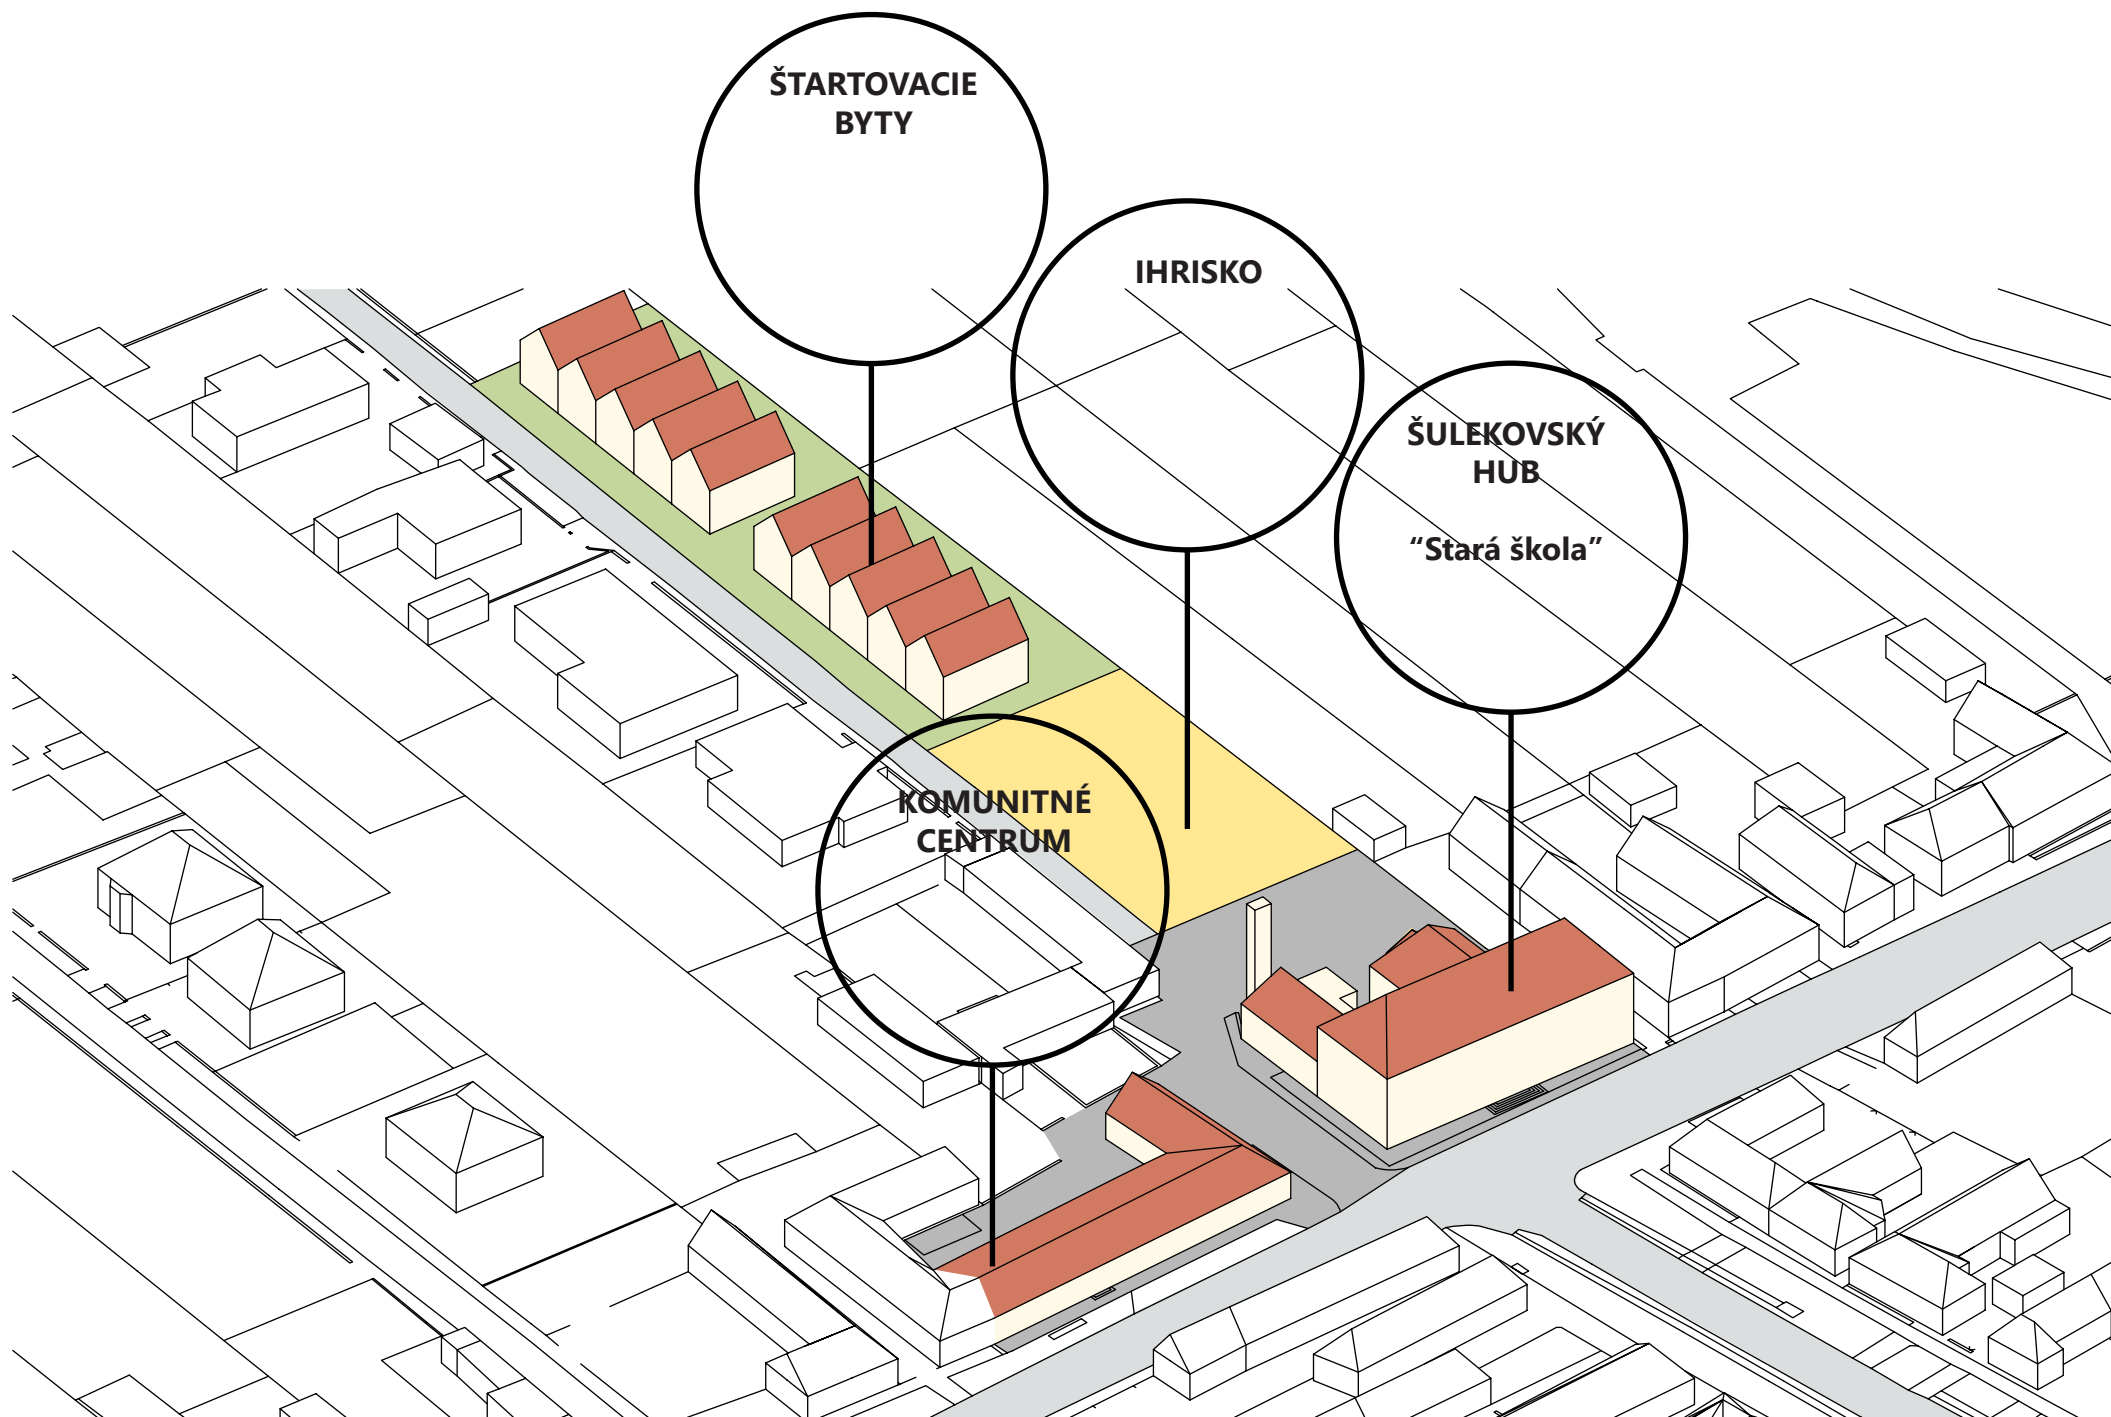 ŠTARTOVACIE
BYTY
IHRISKO
ŠULEKOVSKÝ
HUB
“Stará škola”
KOMUNITNÉ
CENTRUM